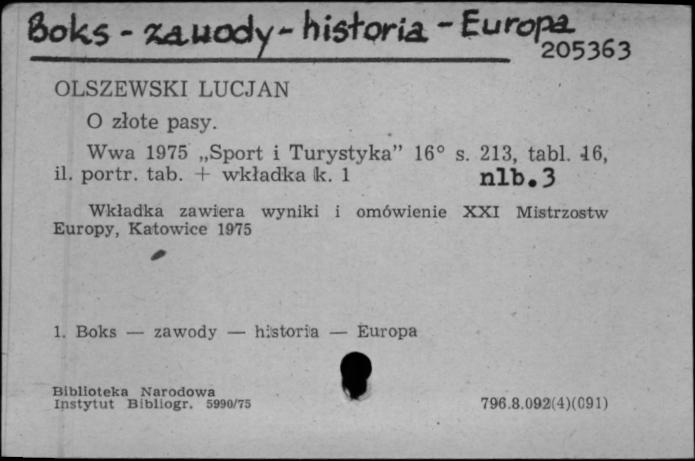 Boks - zawody - historia - Europa
205363
OLSZEWSKI LUCJAN
O złote pasy.
Wwa 1975 „Sport i Turystyka” 16° s. 213, tabl. 16,
il. portr. tab. + wkładka k. 1 nlb. 3
Wkładka zawiera wyniki i omówienie XXI Mistrzostw
Europy, Katowice 1975
1. Boks — zawody — historia — Europa
Biblioteka Narodowa
Instytut Bibliogr. 5990/75 796.8.092(4)(091)